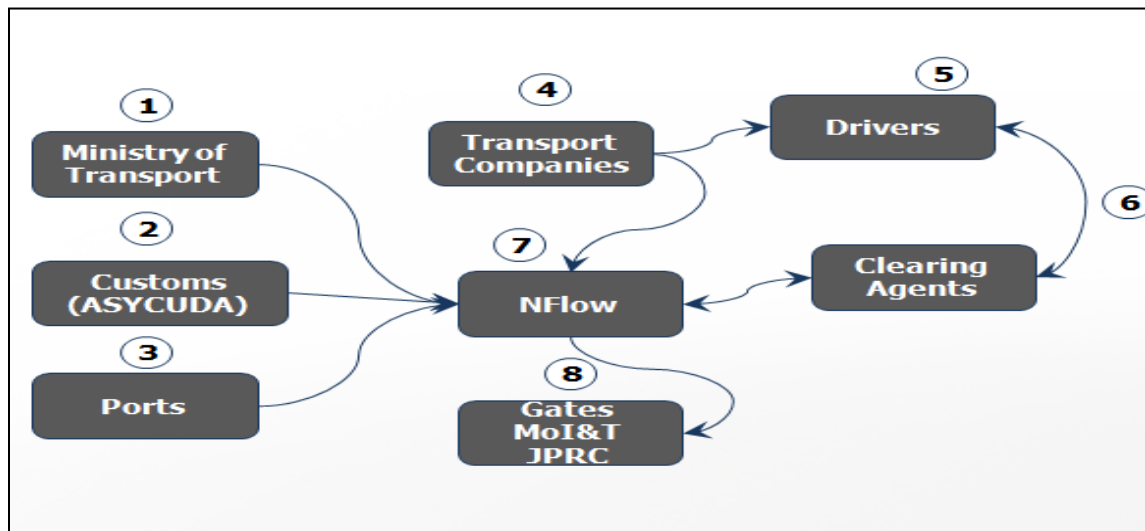 1
Ministry of
Transport
2
Customs
(ASYCUDA)
3
Ports
4
Transport
Companies
5
Drivers
6
Clearing
Agents
7
NFlow
8
Gates
MoI&T
JPRC